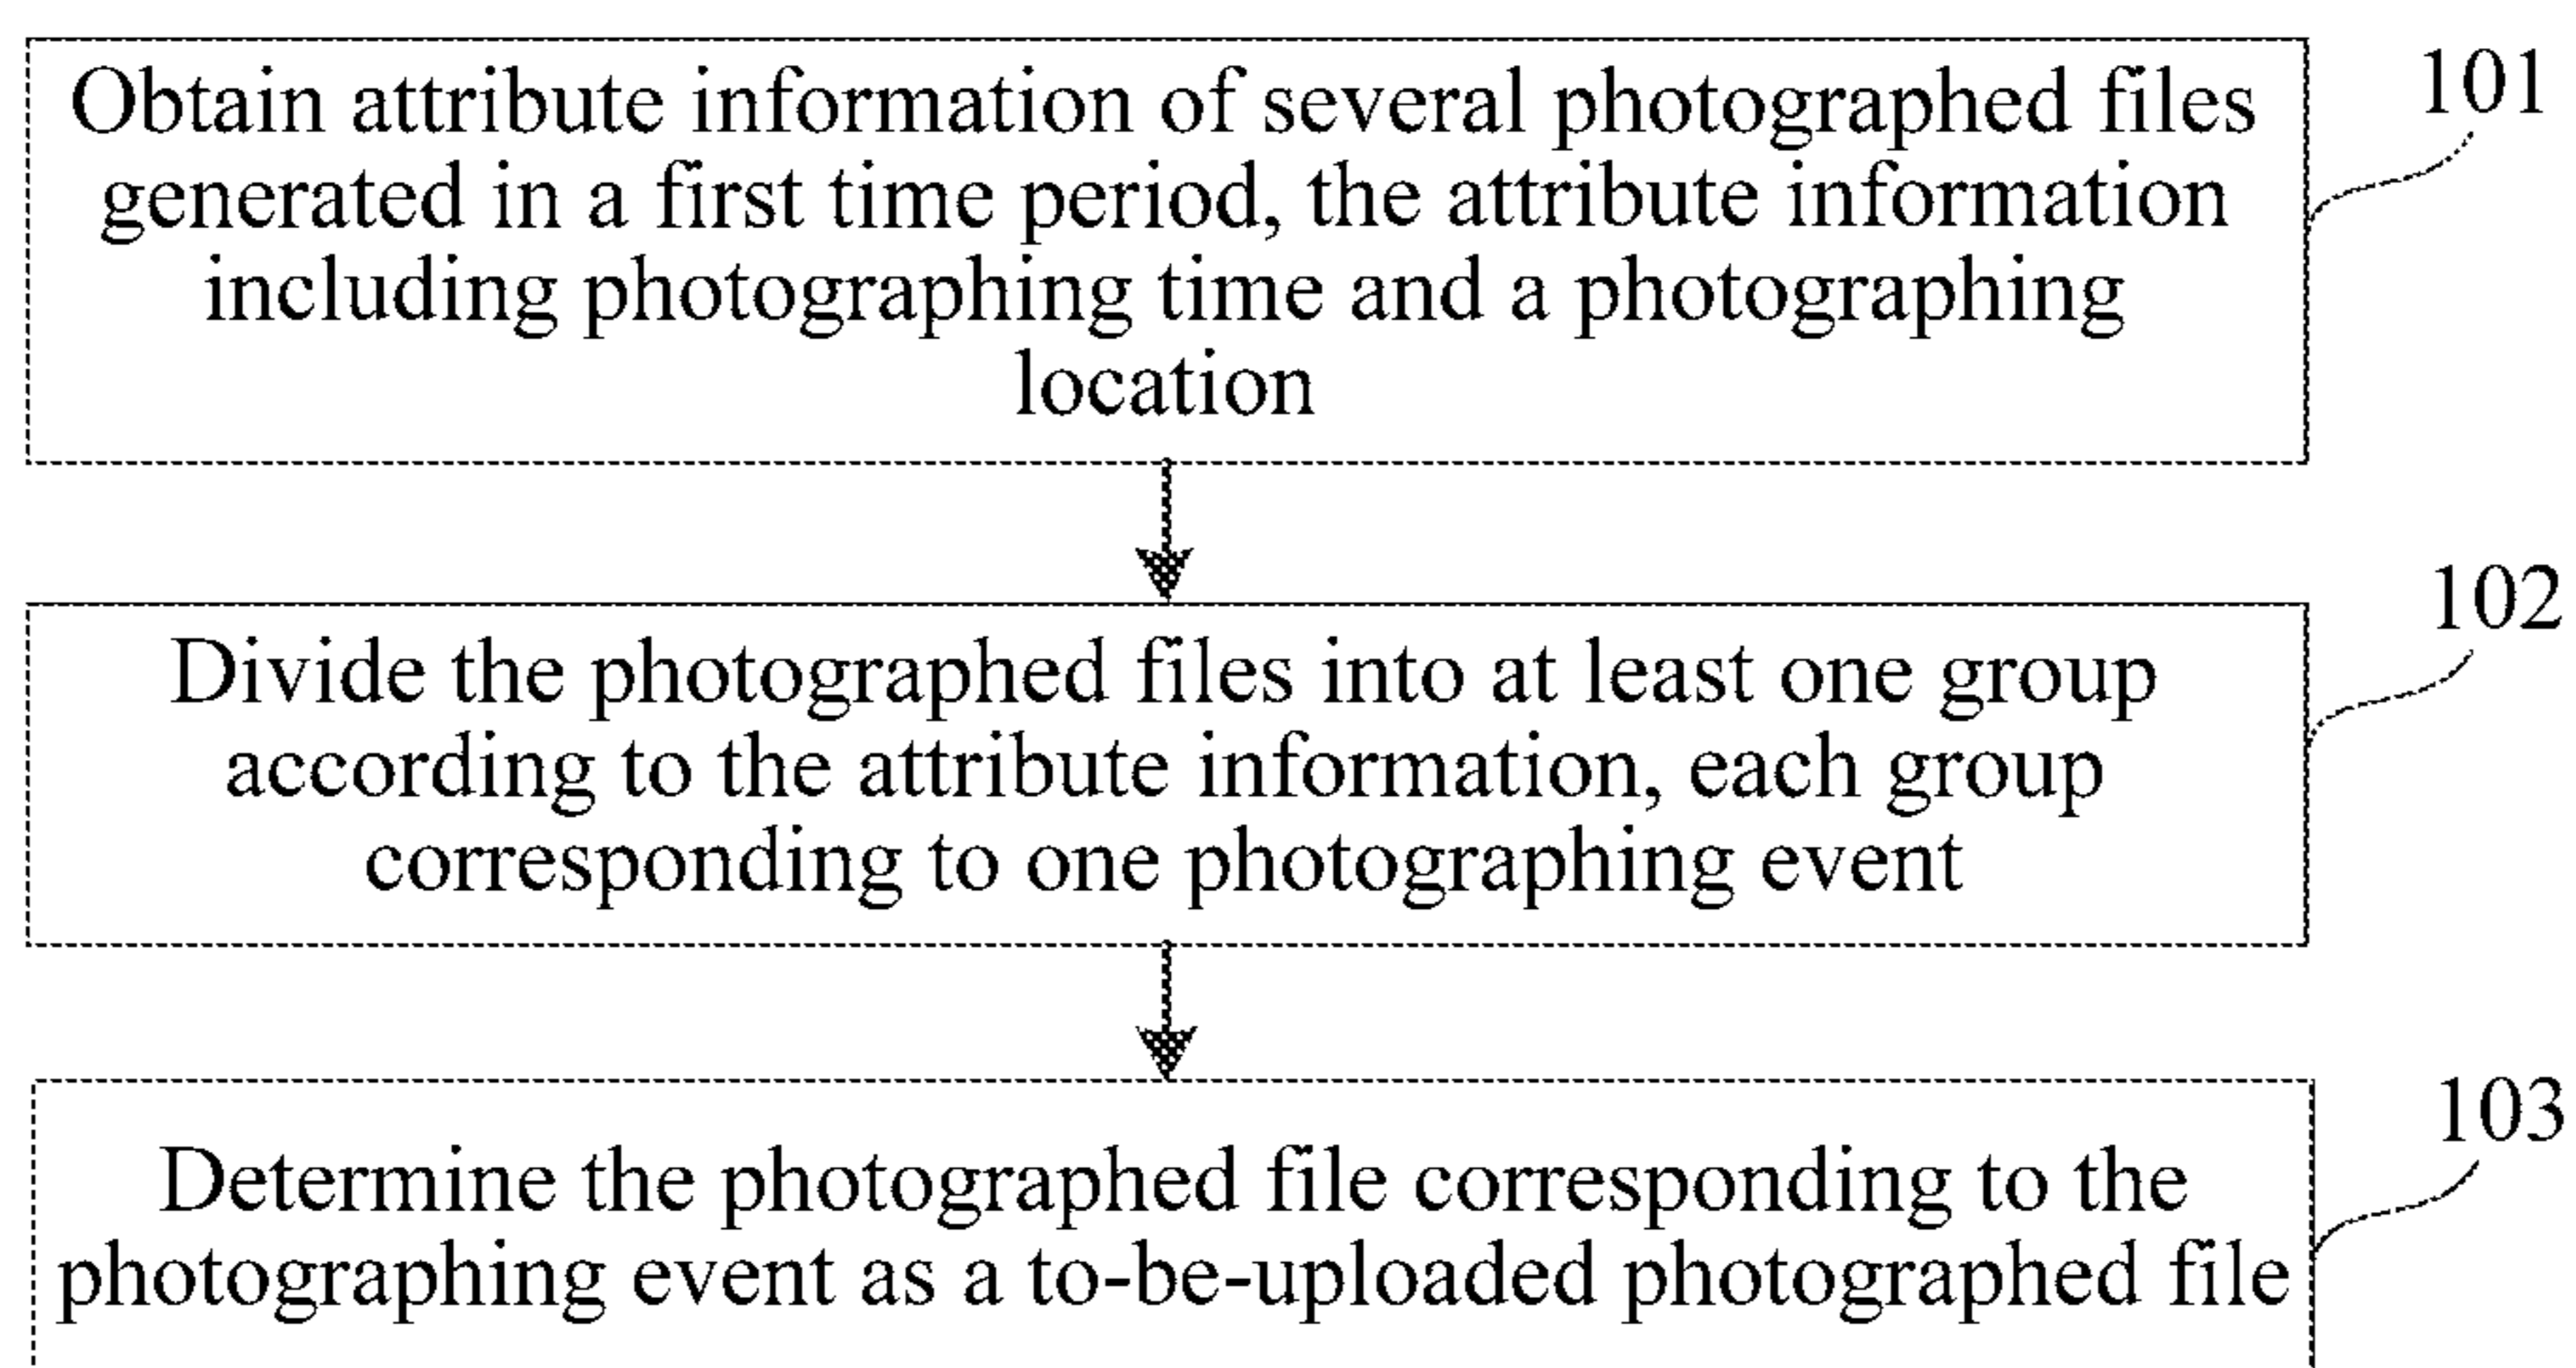 Obtain attribute information of several photographed files
101
generated in a first time period, the attribute information
including photographing time and a photographing
location
102
Divide the photographed files into at least one group
according to the attribute information, each group
corresponding to one photographing event
103
Determine the photographed file corresponding to the
photographing event as a to-be-uploaded photographed file